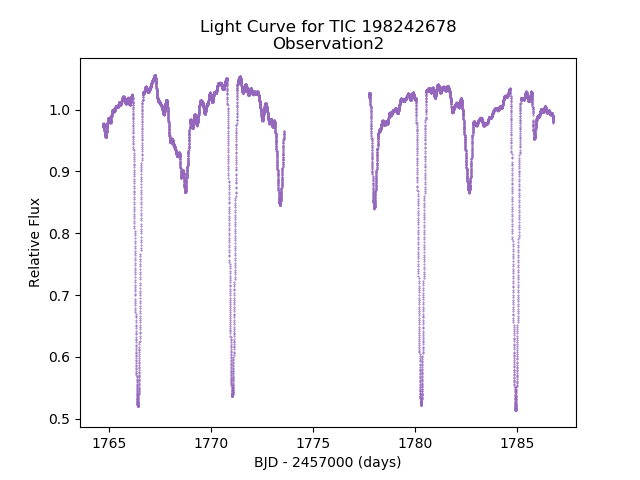 Light Curve for TIC 198242678
Observation2
1.0
0.9
0.8
0.7
0.6
0.5
Relative Flux
1765
1770
1775
1780
1785
BJD - 2457000 (days)